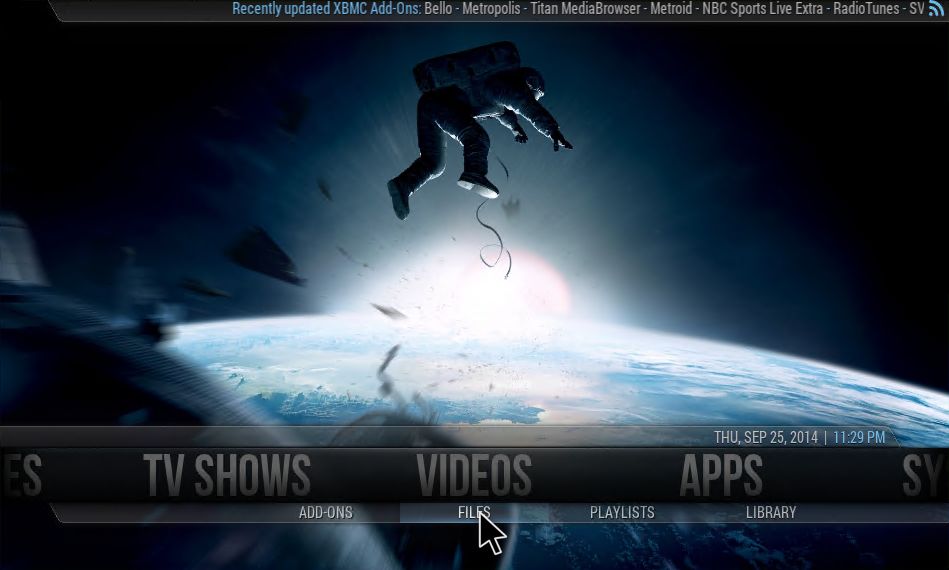 Recently updated XBMC Add-Ons: Bello - Metropolis - Titan MediaBrowser - Metroid - NBC Sports Live Extra - RadioTunes - SV
THU, SEP 25, 2014 | 11:29 PM
ES TV SHOWS VIDEOS APPS SY
ADD-ONS FILES PLAYLISTS LIBRARY